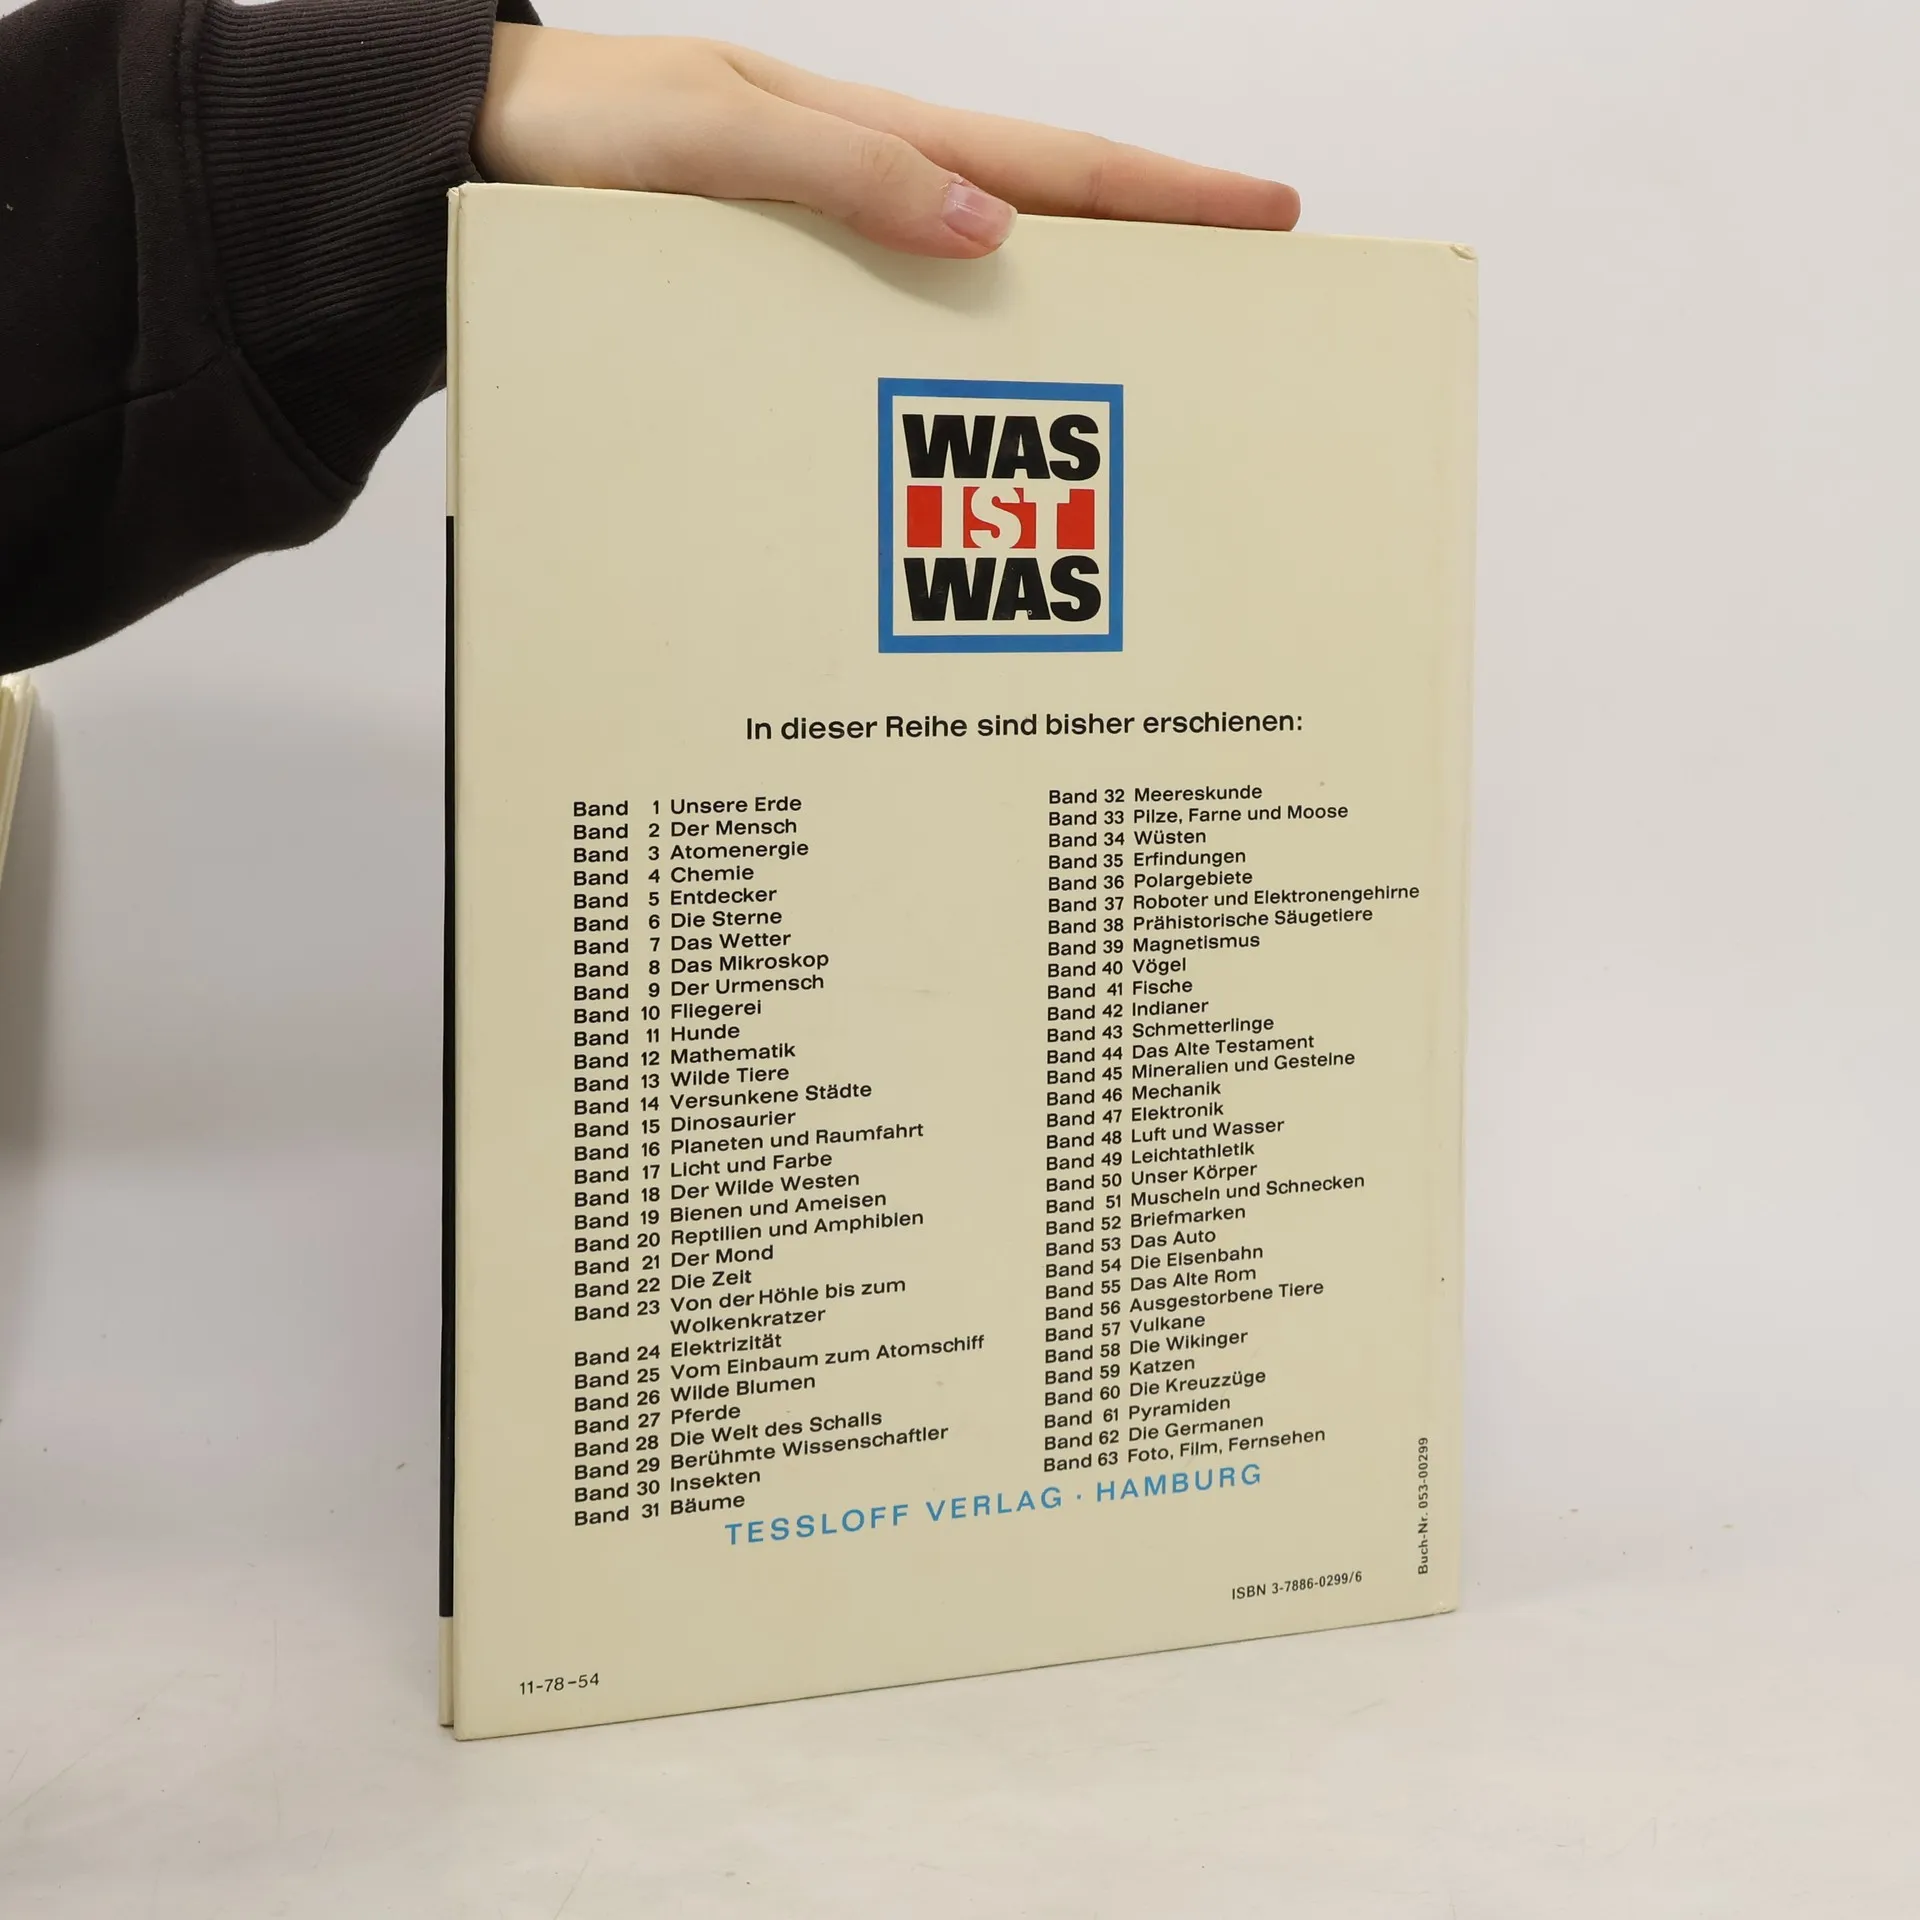 WAS
IST
WAS
In dieser Reihe sind bisher erschienen:
Band 1 Unsere Erde
Band 2 Der Mensch
Band 3 Atomenergie
Band 4 Chemie
Band 5 Entdecker
Band 6 Die Sterne
Band 7 Das Wetter
Band 8 Das Mikroskop
Band 9 Der Urmensch
Band 10 Fliegerei
Band 11 Hunde
Band 12 Mathematik
Band 13 Wilde Tiere
Band 14 Versunkene Städte
Band 15 Dinosaurier
Band 16 Planeten und Raumfahrt
Band 17 Licht und Farbe
Band 18 Der Wilde Westen
Band 19 Bienen und Ameisen
Band 20 Reptilien und Amphibien
Band 21 Der Mond
Band 22 Die Zeit
Band 23 Von der Höhle bis zum
Wolkenkratzer
Band 24 Elektrizität
Band 25 Vom Einbaum zum Atomschiff
Band 26 Wilde Blumen
Band 27 Pferde
Band 28 Die Welt des Schalls
Band 29 Berühmte Wissenschaftler
Band 30 Insekten
Band 31 Bäume
Band 32 Meereskunde
Band 33 Pilze, Farne und Moose
Band 34 Wüsten
Band 35 Erfindungen
Band 36 Polargebiete
Band 37 Roboter und Elektronengehirne
Band 38 Prähistorische Säugetiere
Band 39 Magnetismus
Band 40 Vögel
Band 41 Fische
Band 42 Indianer
Band 43 Schmetterlinge
Band 44 Das Alte Testament
Band 45 Mineralien und Gesteine
Band 46 Mechanik
Band 47 Elektronik
Band 48 Luft und Wasser
Band 49 Leichtathletik
Band 50 Unser Körper
Band 51 Muscheln und Schnecken
Band 52 Briefmarken
Band 53 Das Auto
Band 54 Die Eisenbahn
Band 55 Das Alte Rom
Band 56 Ausgestorbene Tiere
Band 57 Vulkane
Band 58 Die Wikinger
Band 59 Katzen
Band 60 Die Kreuzzüge
Band 61 Pyramiden
Band 62 Die Germanen
Band 63 Foto, Film, Fernsehen
TESSLOFF VERLAG · HAMBURG
Buch-Nr. 053-00299
ISBN 3-7886-0299/6
11-78-54